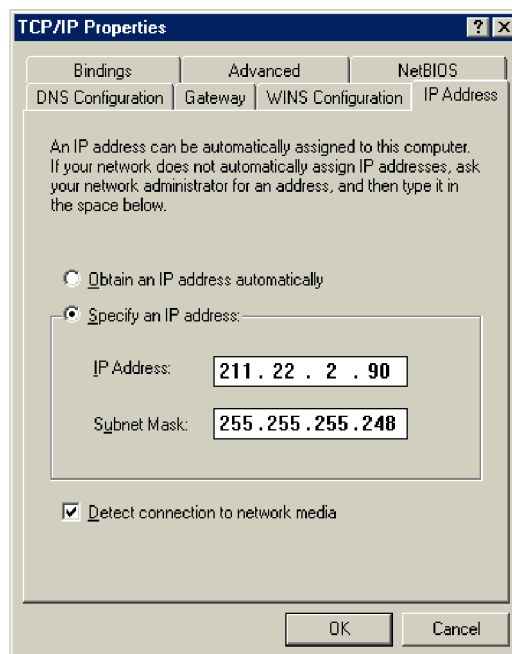 TCP/IP Properties
Bindings Advanced NetBIOS
DNS Configuration Gateway WINS Configuration IP Address
An IP address can be automatically assigned to this computer.
If your network does not automatically assign IP addresses, ask
your network administrator for an address, and then type it in
the space below.
Obtain an IP address automatically
Specify an IP address:
IP Address: 211 . 22 . 2 . 90
Subnet Mask: 255 . 255 . 255 . 248
Detect connection to network media
OK Cancel